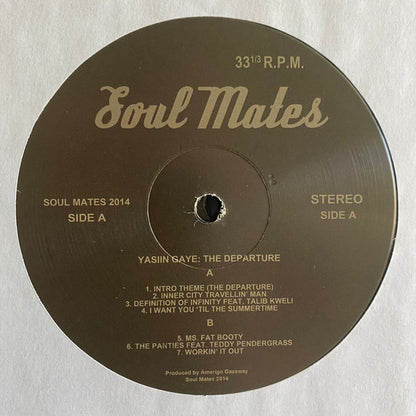 33 1/3 R.P.M.
Soul Mates
SOUL MATES 2014
SIDE A
STEREO
SIDE A
YASIIN GAYE: THE DEPARTURE
A
1. INTRO THEME (THE DEPARTURE)
2. INNER CITY TRAVELLIN' MAN
3. DEFINITION OF INFINITY FEAT. TALIB KWELI
4. I WANT YOU 'TIL THE SUMMERTIME
B
5. MS. FAT BOOTY
6. THE PANTIES FEAT. TEDDY PENDERGRASS
7. WORKIN' IT OUT
Produced by Amerigo Gazaway
Soul Mates 2014